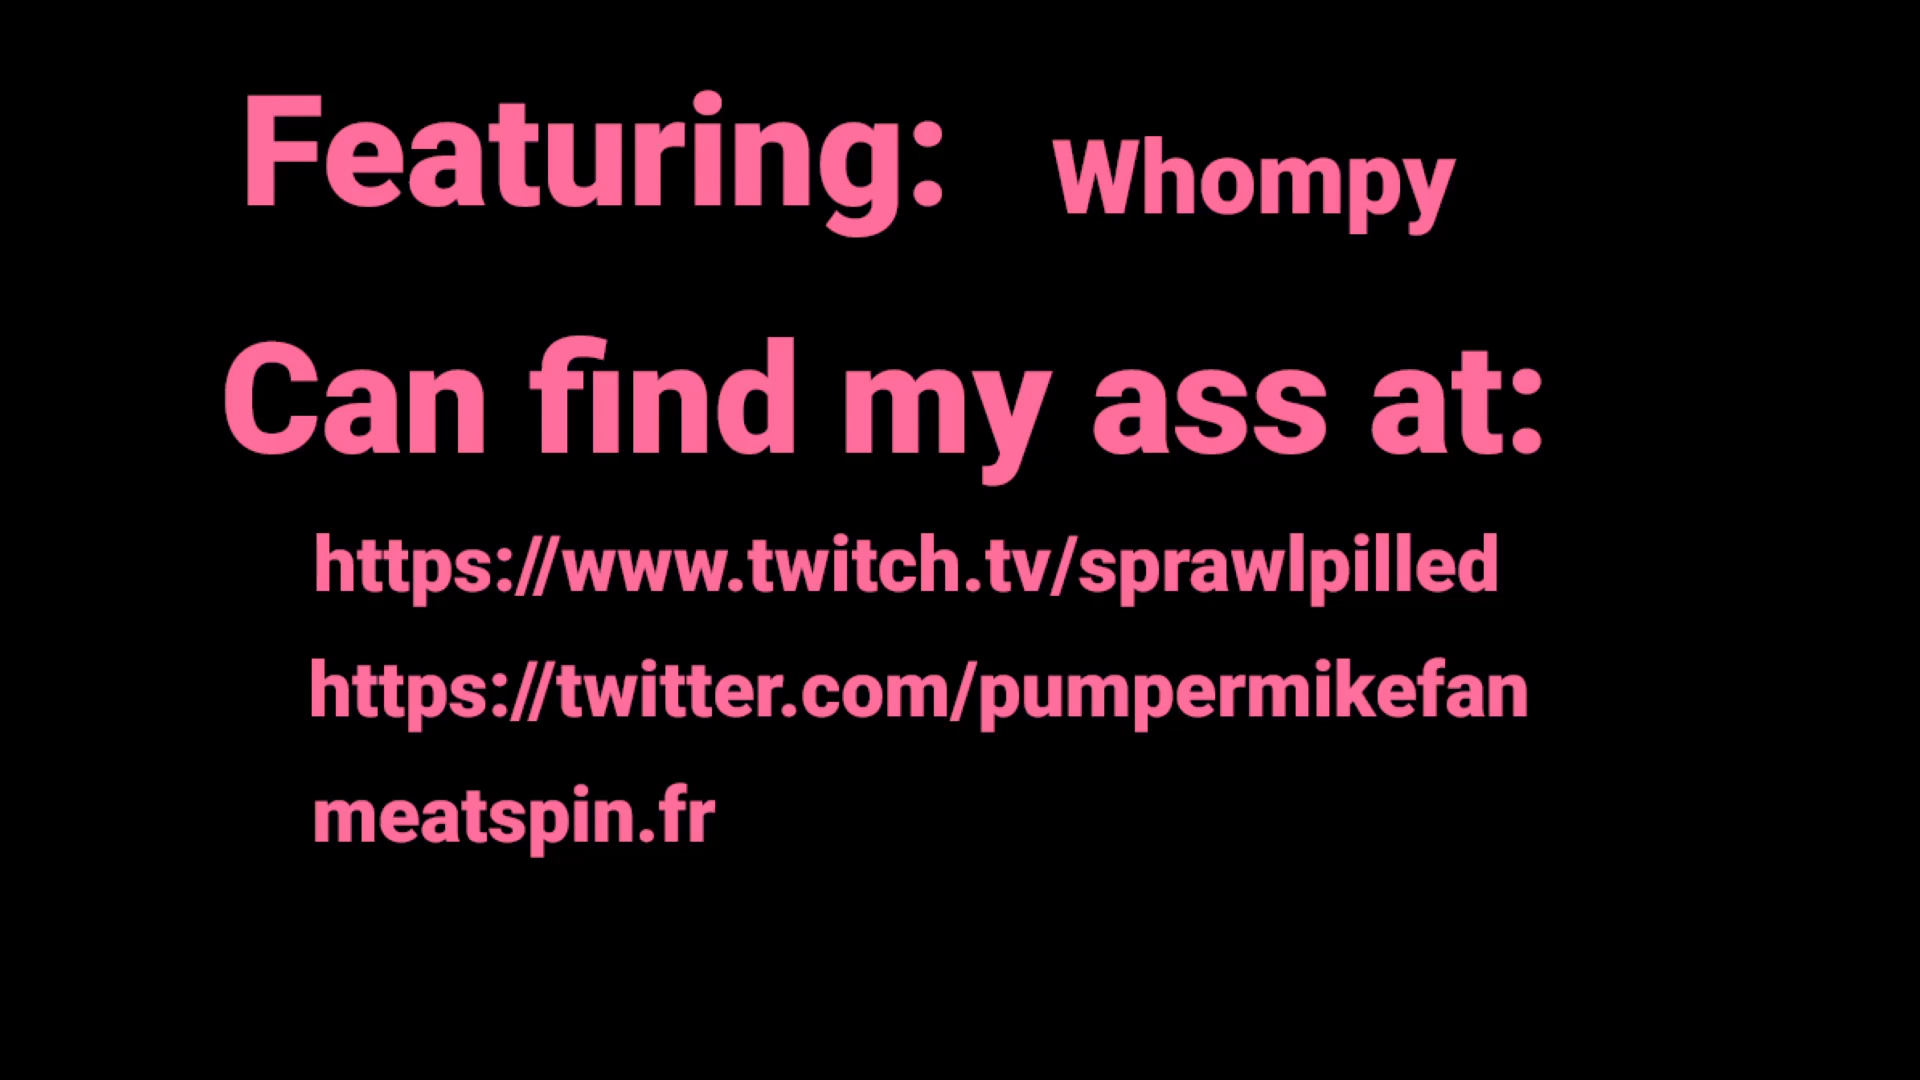 Featuring: Whompy
Can find my ass at:
https://www.twitch.tv/sprawlpilled
https://twitter.com/pumpermikefan
meatspin.fr